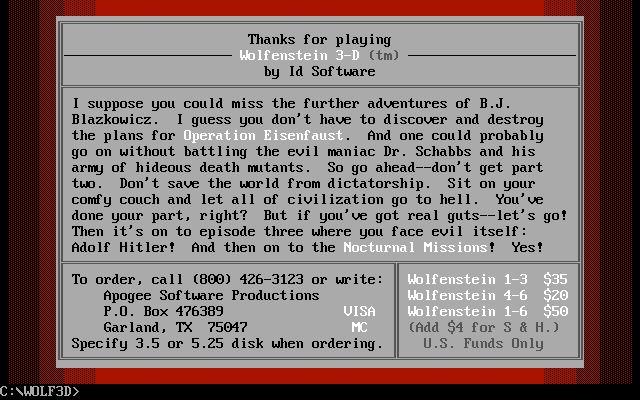 Thanks for playing
Wolfenstein 3-D (tm)
by Id Software
I suppose you could miss the further adventures of B.J.
Blazkowicz.  I guess you don't have to discover and destroy
the plans for Operation Eisenfaust.  And one could probably
go on without battling the evil maniac Dr. Schabbs and his
army of hideous death mutants.  So go ahead--don't get part
two.  Don't save the world from dictatorship.  Sit on your
comfy couch and let all of civilization go to hell.  You've
done your part, right?  But if you've got real guts--let's go!
Then it's on to episode three where you face evil itself:
Adolf Hitler!  And then on to the Nocturnal Missions!  Yes!
To order, call (800) 426-3123 or write:
Apogee Software Productions
P.O. Box 476389 VISA
Garland, TX  75047 MC
Specify 3.5 or 5.25 disk when ordering.
Wolfenstein 1-3  $35
Wolfenstein 4-6  $20
Wolfenstein 1-6  $50
(Add $4 for S & H.)
U.S. Funds Only
C:\WOLF3D>